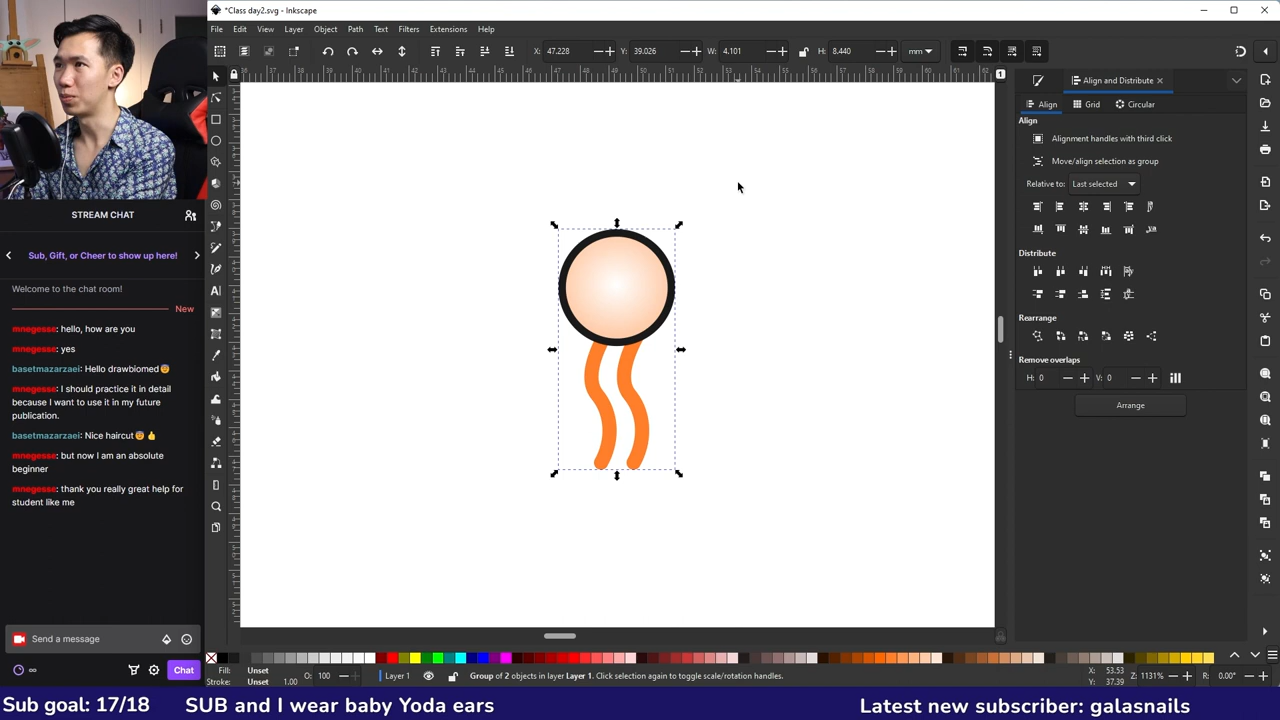 *Class day2.svg - Inkscape
File Edit View Layer Object Path Text Filters Extensions Help
X: 47.228 Y: 39.026 W: 4.101 H: 8.440 mm
Align and Distribute
Align Grid Circular
Align
Alignment handles with third click
Move/align selection as group
Relative to: Last selected
Distribute
Rearrange
Remove overlaps
H: 0 V: 0
Arrange
STREAM CHAT
Sub, Gift, or Cheer to show up here!
Welcome to the chat room!
New
mnegesse: hello, how are you
mnegesse: yes
basetmazarzaei: Hello drawbiomed
mnegesse: I should practice it in detail
because I want to use it in my future
publication.
basetmazarzaei: Nice haircut
mnegesse: but now I am an absolute
beginner
mnegesse: thank you really great help for
student like me
Send a message
Chat
Fill: Unset
Stroke: Unset 1.00 O: 100
Layer 1
Group of 2 objects in layer Layer 1. Click selection again to toggle scale/rotation handles.
X: 53.53
Y: 37.39
Z: 1131%
R: 0.00°
Sub goal: 17/18 SUB and I wear baby Yoda ears Latest new subscriber: galasnails